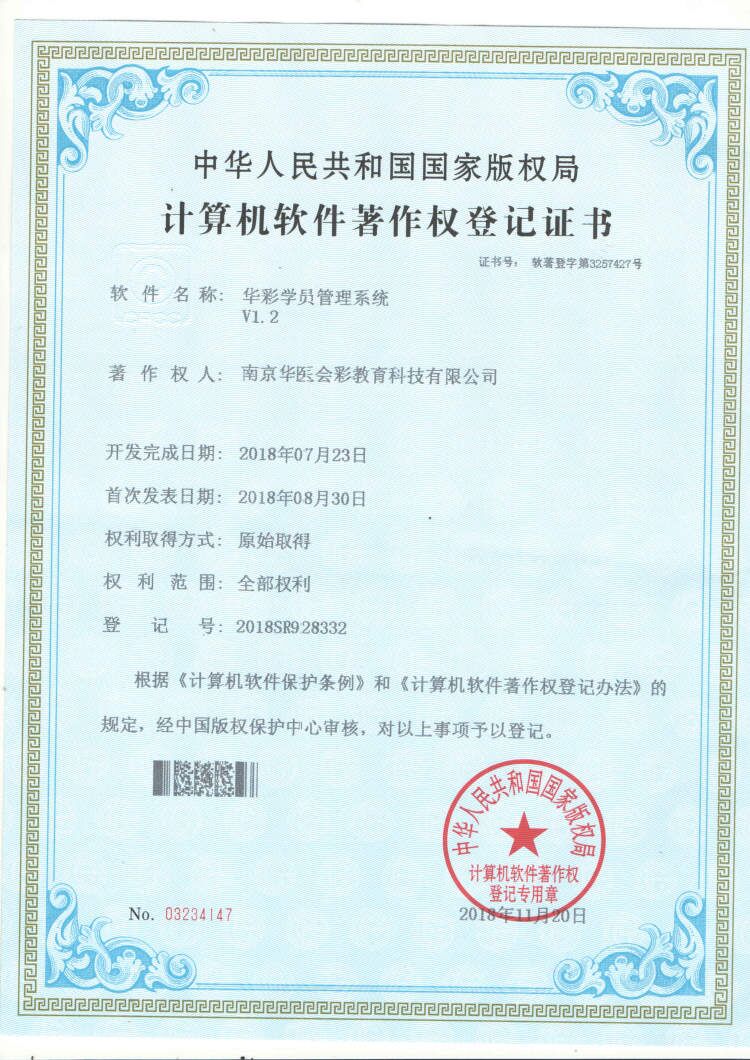 中华人民共和国国家版权局
计算机软件著作权登记证书
证书号： 软著登字第3257427号
软件名称： 华彩学员管理系统
V1.2
著作权人： 南京华医会彩教育科技有限公司
开发完成日期： 2018年07月23日
首次发表日期： 2018年08月30日
权利取得方式： 原始取得
权利范围： 全部权利
登记号： 2018SR928332
根据《计算机软件保护条例》和《计算机软件著作权登记办法》的
规定，经中国版权保护中心审核，对以上事项予以登记。
中华人民共和国国家版权局
计算机软件著作权
登记专用章
No. 03234147
2018年11月20日